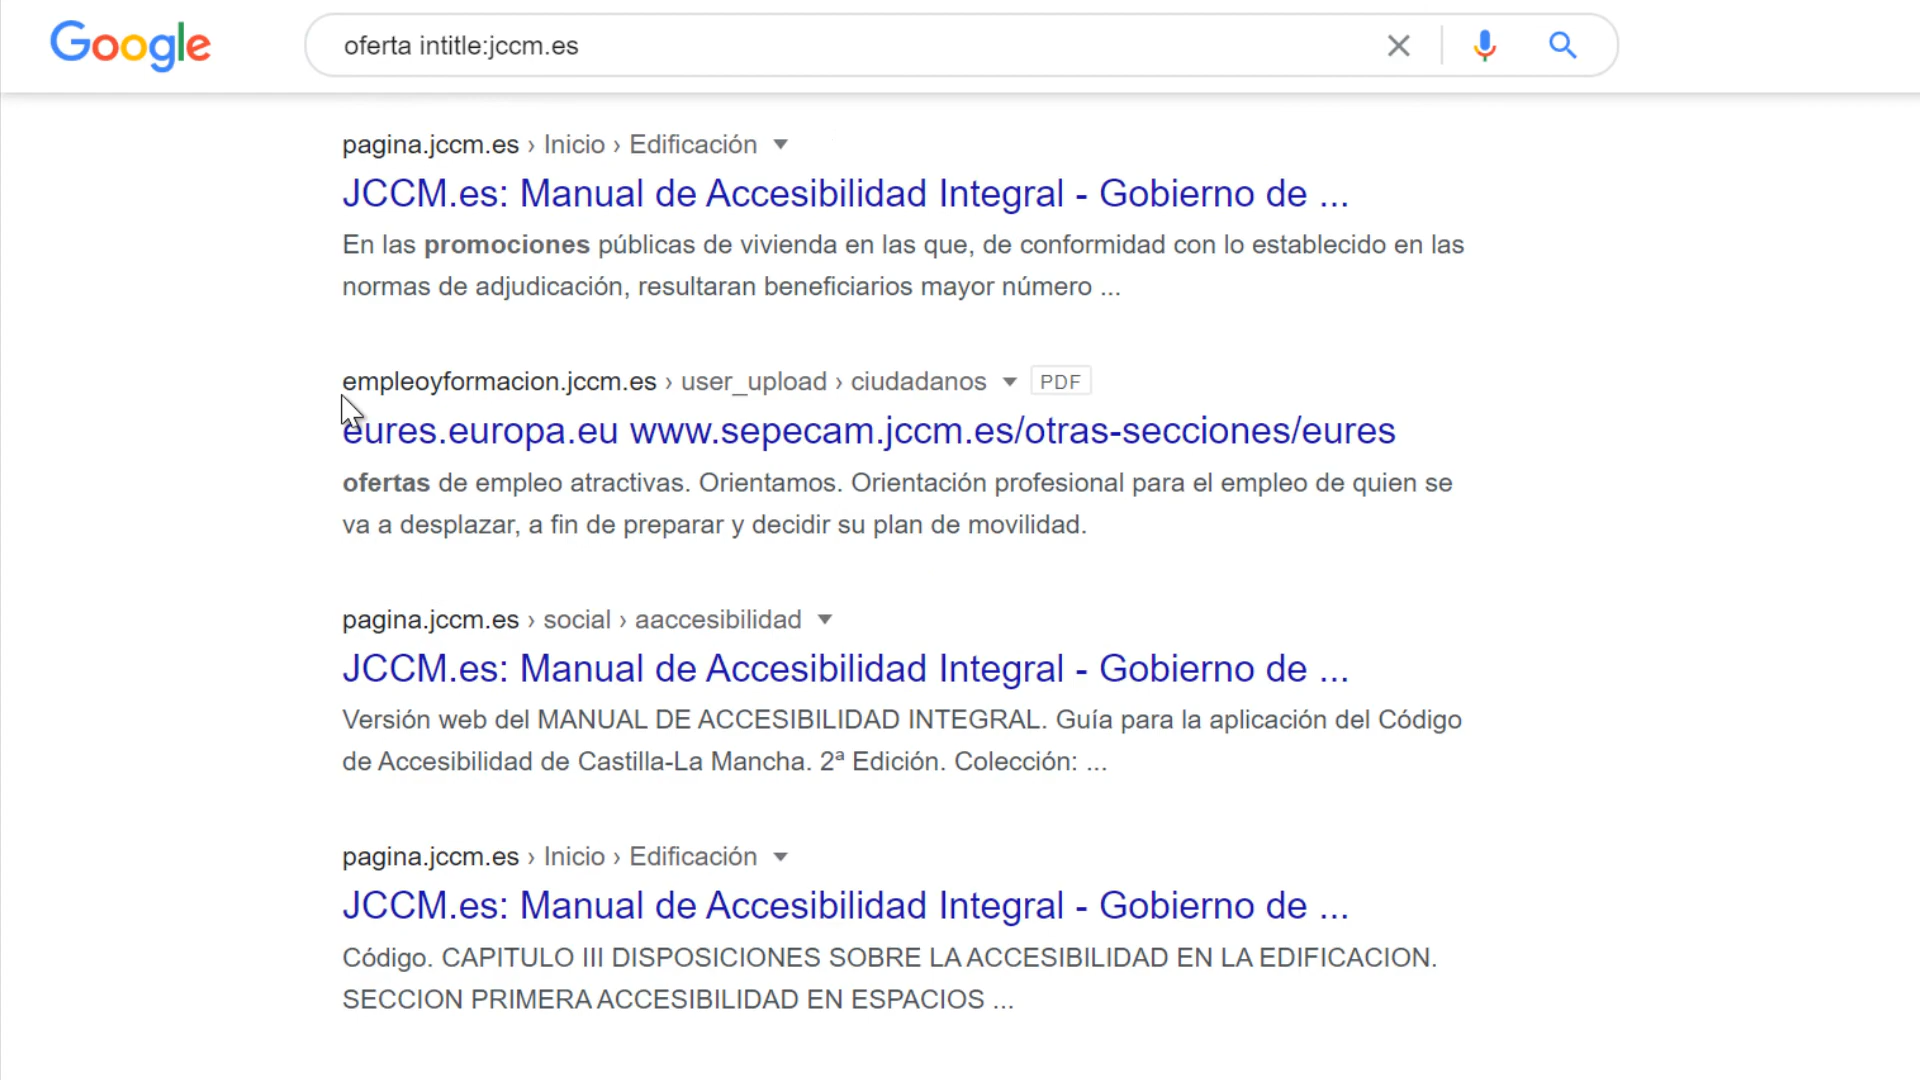 Google
oferta intitle:jccm.es
pagina.jccm.es › Inicio › Edificación
JCCM.es: Manual de Accesibilidad Integral - Gobierno de ...
En las promociones públicas de vivienda en las que, de conformidad con lo establecido en las
normas de adjudicación, resultaran beneficiarios mayor número ...
empleoyformacion.jccm.es › user_upload › ciudadanos PDF
eures.europa.eu www.sepecam.jccm.es/otras-secciones/eures
ofertas de empleo atractivas. Orientamos. Orientación profesional para el empleo de quien se
va a desplazar, a fin de preparar y decidir su plan de movilidad.
pagina.jccm.es › social › aaccesibilidad
JCCM.es: Manual de Accesibilidad Integral - Gobierno de ...
Versión web del MANUAL DE ACCESIBILIDAD INTEGRAL. Guía para la aplicación del Código
de Accesibilidad de Castilla-La Mancha. 2ª Edición. Colección: ...
pagina.jccm.es › Inicio › Edificación
JCCM.es: Manual de Accesibilidad Integral - Gobierno de ...
Código. CAPITULO III DISPOSICIONES SOBRE LA ACCESIBILIDAD EN LA EDIFICACION.
SECCION PRIMERA ACCESIBILIDAD EN ESPACIOS ...